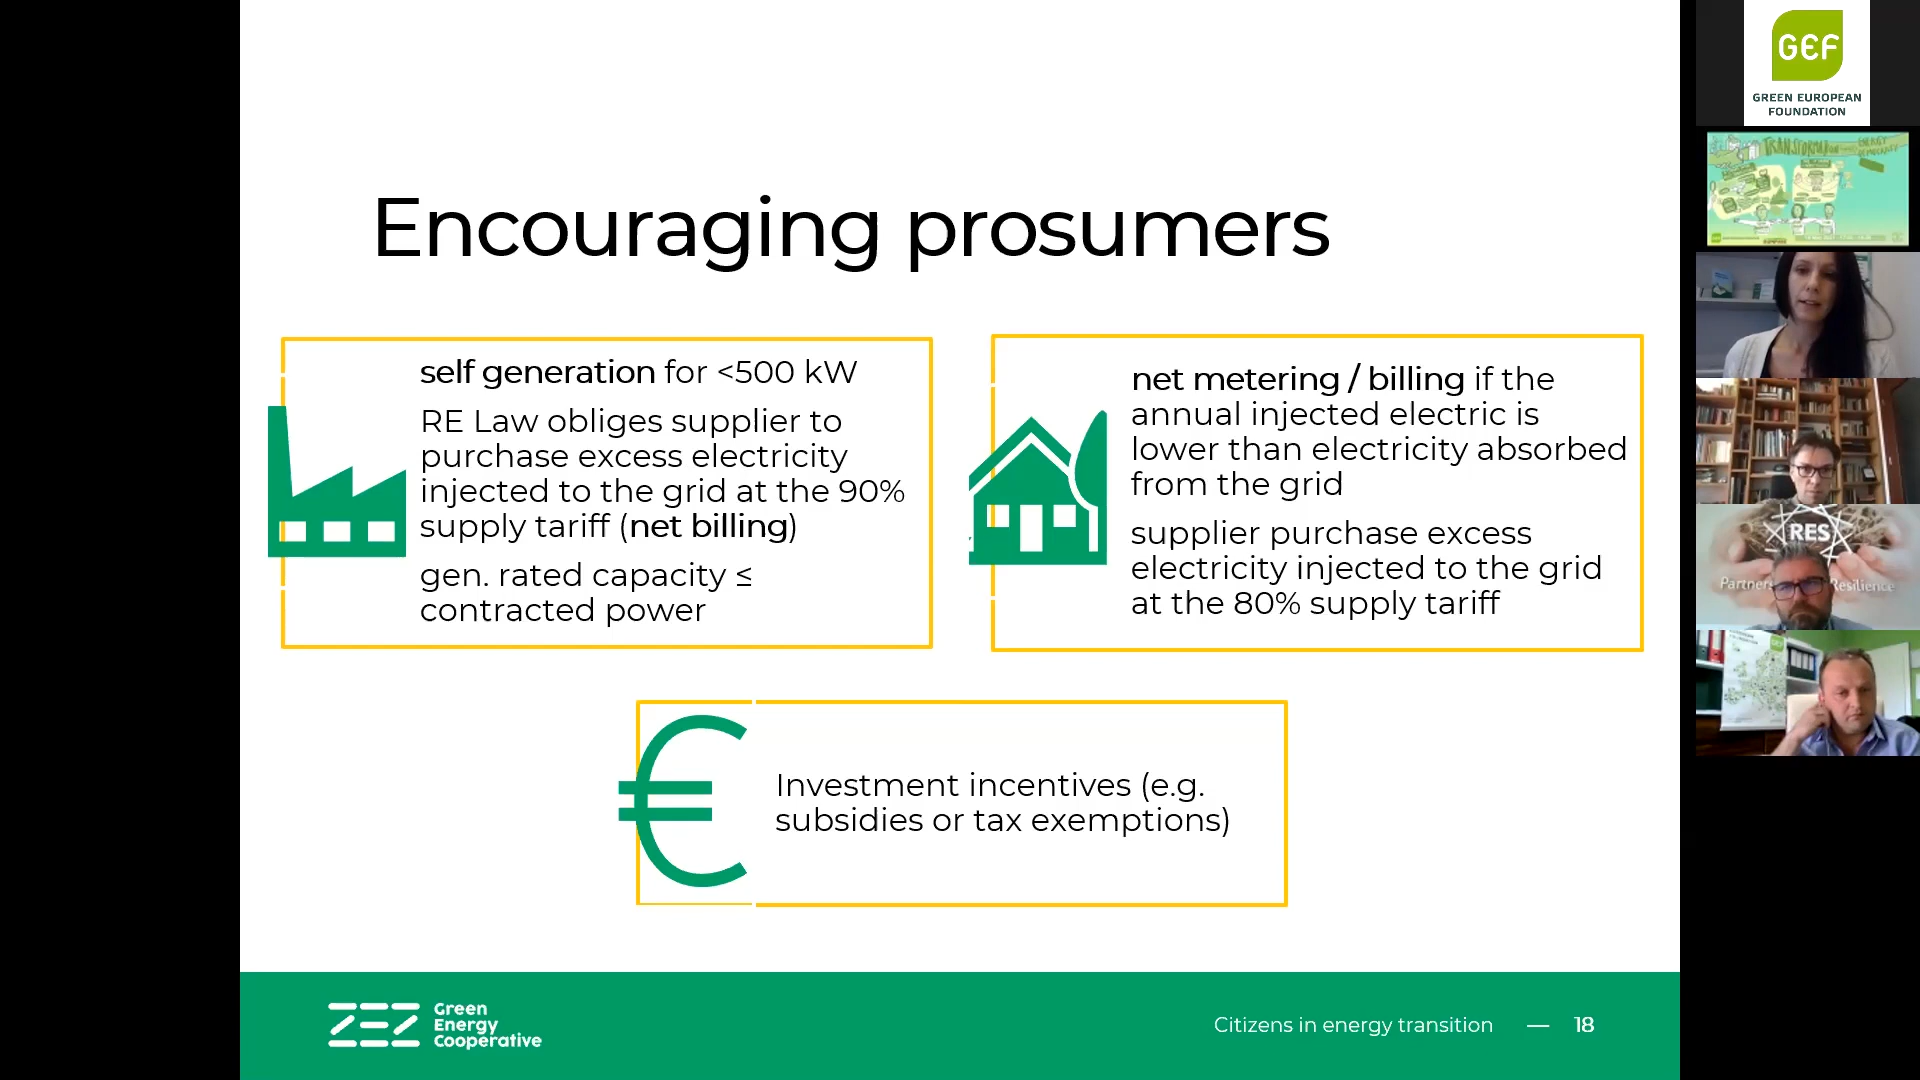 Encouraging prosumers
self generation for <500 kW
RE Law obliges supplier to
purchase excess electricity
injected to the grid at the 90%
supply tariff (net billing)
gen. rated capacity ≤
contracted power
net metering / billing if the
annual injected electric is
lower than electricity absorbed
from the grid
supplier purchase excess
electricity injected to the grid
at the 80% supply tariff
Investment incentives (e.g.
subsidies or tax exemptions)
ZEZ
Green
Energy
Cooperative
Citizens in energy transition — 18
GEF
GREEN EUROPEAN
FOUNDATION
TRANSFORMATION
ENERGY
DEMOCRACY
RES
Partners
Resilience